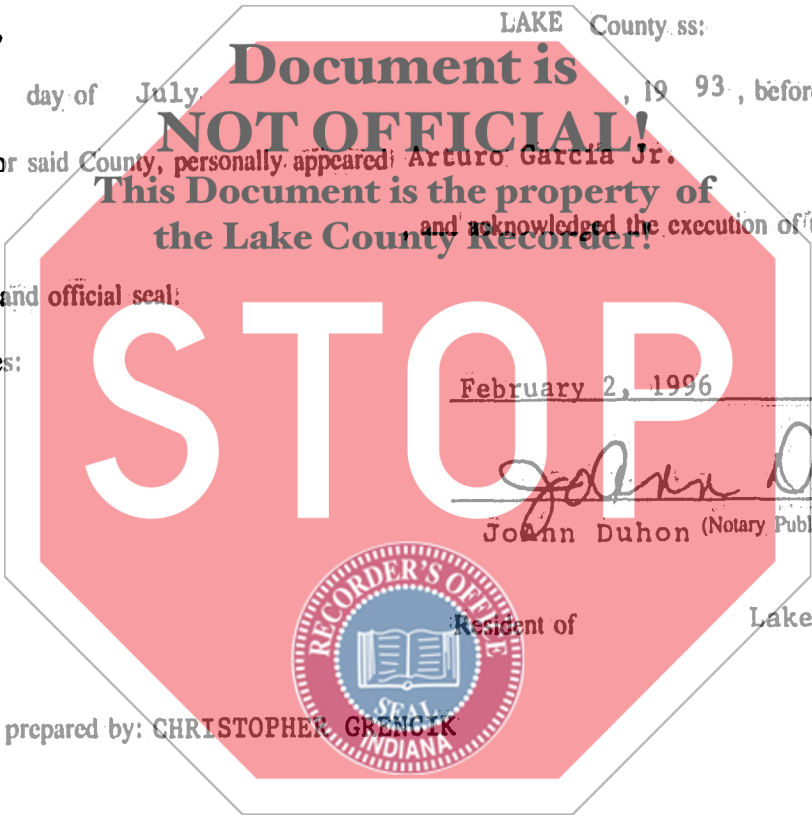 LAKE County ss:
Document is
day of July , 19 93 , before
NOT OFFICIAL!
or said County, personally appeared Arturo Garcia Jr.
This Document is the property of
, and acknowledged the execution of t
the Lake County Recorder!
and official seal:
STOP
es:
February 2, 1996
JoAnn D
JoAnn Duhon (Notary Publ
RECORDER'S OFFICE
Resident of Lake
SEAL
prepared by: CHRISTOPHER GRENCIK
INDIANA